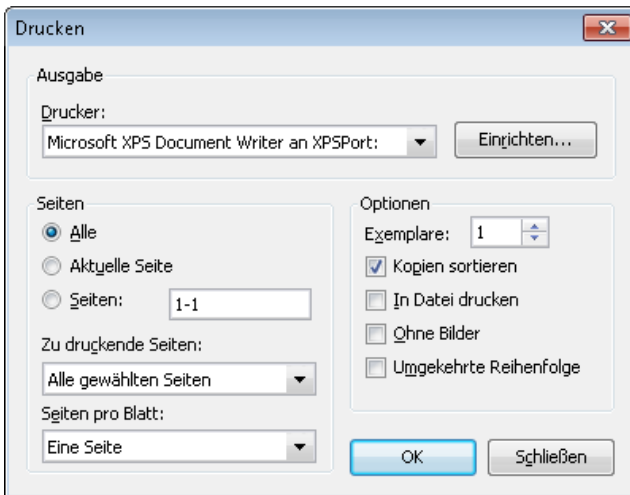 Drucken
Ausgabe
Drucker:
Microsoft XPS Document Writer an XPSPort:
Einrichten...
Seiten
Alle
Aktuelle Seite
Seiten:
1-1
Zu druckende Seiten:
Alle gewählten Seiten
Seiten pro Blatt:
Eine Seite
Optionen
Exemplare:
1
Kopien sortieren
In Datei drucken
Ohne Bilder
Umgekehrte Reihenfolge
OK
Schließen